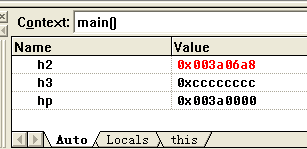 Context: main()
Name Value
h2 0x003a06a8
h3 0xcccccccc
hp 0x003a0000
Auto Locals this